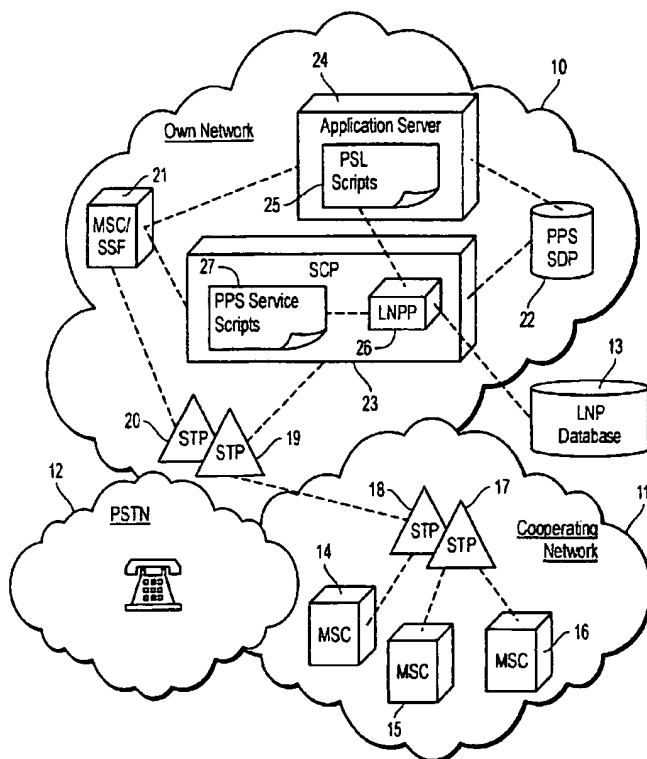 24
10
Own Network
Application Server
21
PSL
Scripts
25
MSC/
SSF
PPS
SDP
22
27
SCP
PPS Service
Scripts
LNPP
26
23
13
LNP
Database
20
STP
STP
19
12
PSTN
18
17
STP
STP
11
Cooperating
Network
14
MSC
MSC
15
MSC
16